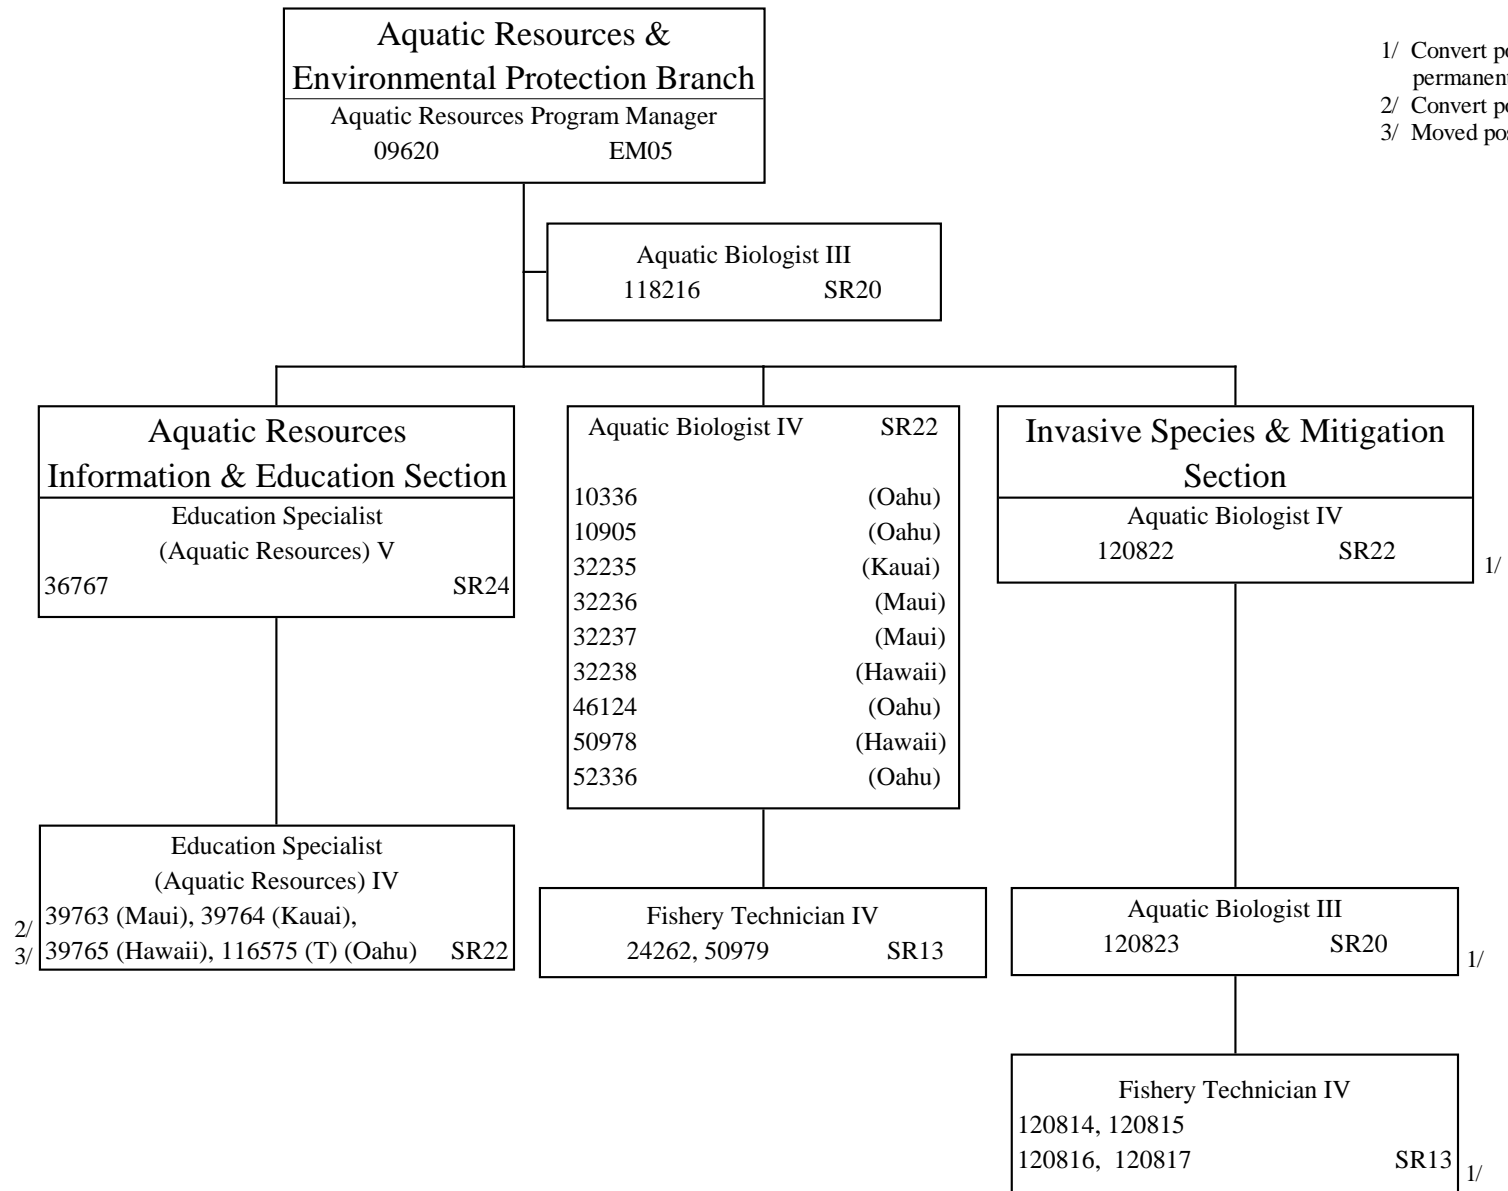 Aquatic Resources &
Environmental Protection Branch
Aquatic Resources Program Manager
09620 EM05
1/ Convert
permanent
2/ Convert
3/ Moved
Aquatic Biologist III
118216 SR20
Aquatic Resources
Information & Education Section
Education Specialist
(Aquatic Resources) V
36767 SR24
Aquatic Biologist IV SR22
10336 (Oahu)
10905 (Oahu)
32235 (Kauai)
32236 (Maui)
32237 (Maui)
32238 (Hawaii)
46124 (Oahu)
50978 (Hawaii)
52336 (Oahu)
Invasive Species & Mitigation
Section
Aquatic Biologist IV
120822 SR22
1/
Education Specialist
(Aquatic Resources) IV
2/ 39763 (Maui), 39764 (Kauai),
3/ 39765 (Hawaii), 116575 (T) (Oahu) SR22
Fishery Technician IV
24262, 50979 SR13
Aquatic Biologist III
120823 SR20
1/
Fishery Technician IV
120814, 120815
120816, 120817 SR13
1/